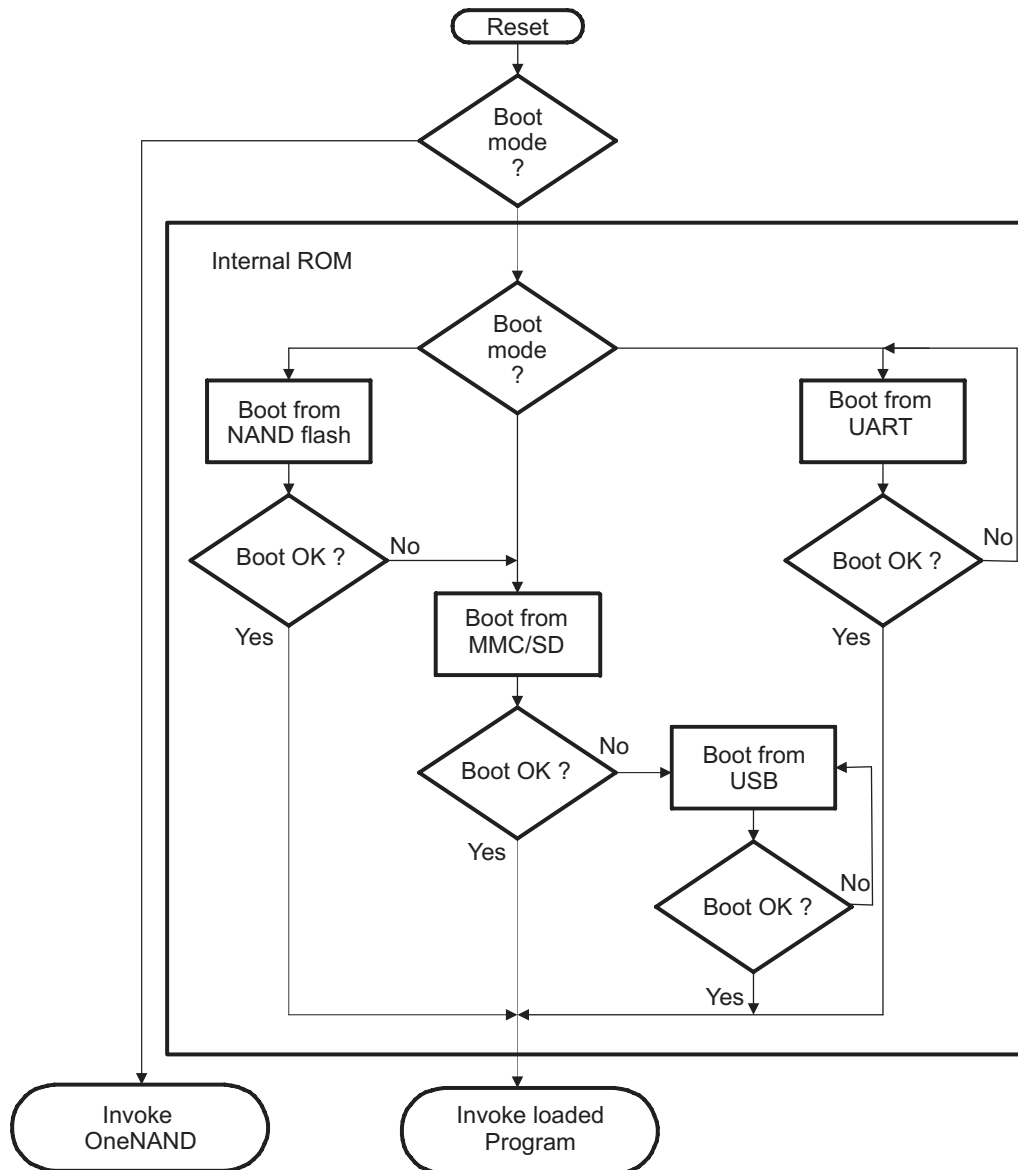 Reset
Boot
mode
?
Internal ROM
Boot
mode
?
Boot from
NAND flash
Boot from
UART
Boot OK ?
No
Yes
Boot OK ?
No
Yes
Boot from
MMC/SD
Boot OK ?
No
Yes
Boot from
USB
Boot OK ?
No
Yes
Invoke
OneNAND
Invoke loaded
Program